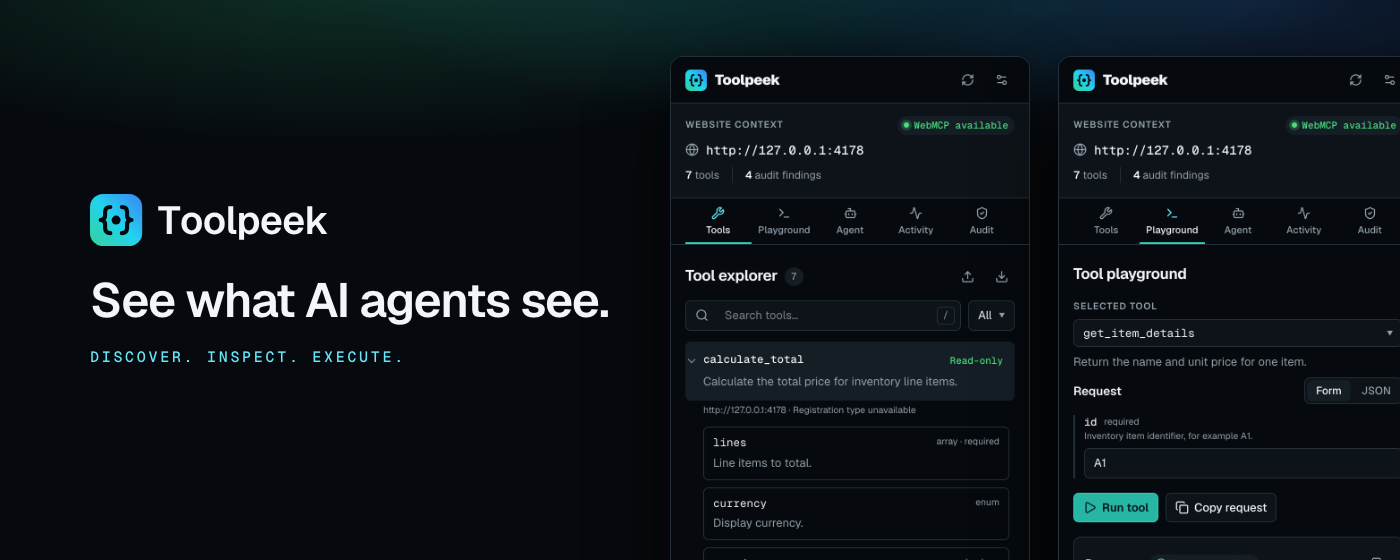 Toolpeek
See what AI agents see.
DISCOVER. INSPECT. EXECUTE.
Toolpeek
WEBSITE CONTEXT
WebMCP available
http://127.0.0.1:4178
7 tools
4 audit findings
Tools
Playground
Agent
Activity
Audit
Tool explorer 7
Search tools…
/
All
calculate_total
Read-only
Calculate the total price for inventory line items.
http://127.0.0.1:4178 · Registration type unavailable
lines
array · required
Line items to total.
currency
enum
Display currency.
Toolpeek
WEBSITE CONTEXT
WebMCP available
http://127.0.0.1:4178
7 tools
4 audit findings
Tools
Playground
Agent
Activity
Audit
Tool playground
SELECTED TOOL
get_item_details
Return the name and unit price for one item.
Request
Form
JSON
id required
Inventory item identifier, for example A1.
A1
Run tool
Copy request